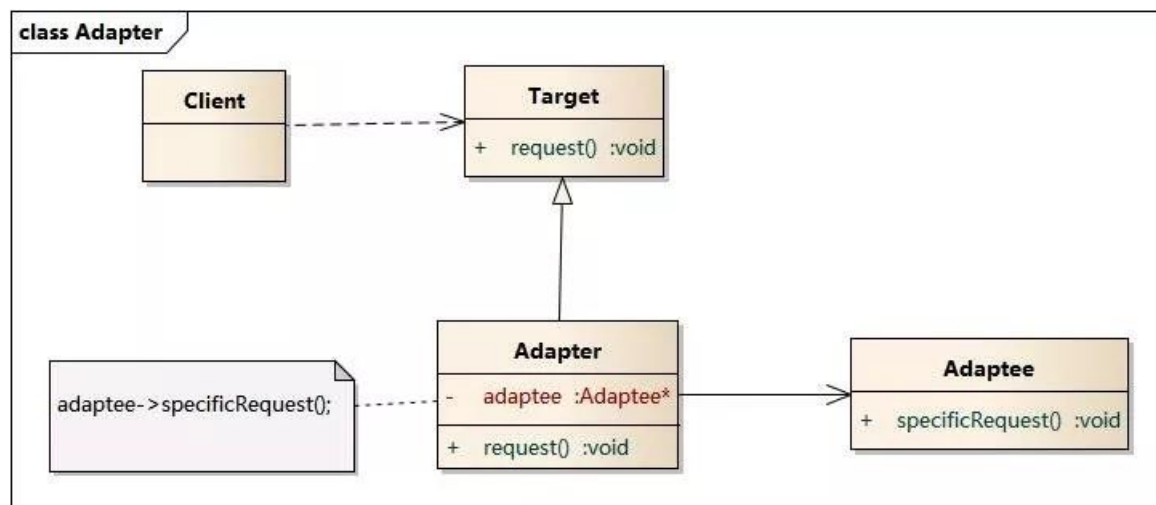 class Adapter
Client
Target
+ request() :void
Adapter
- adaptee :Adaptee*
+ request() :void
adaptee->specificRequest();
Adaptee
+ specificRequest() :void